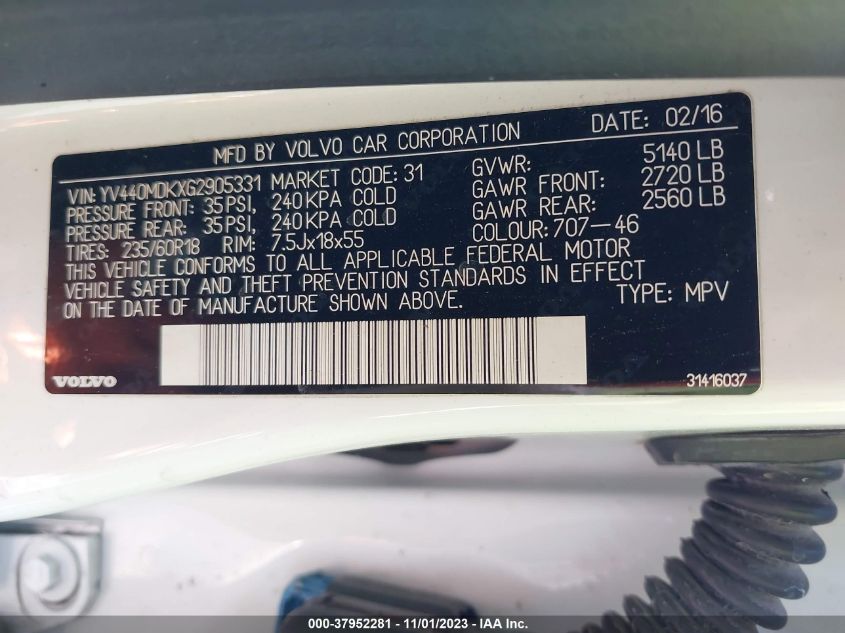 MFD BY VOLVO CAR CORPORATION DATE: 02/16
VIN: YV440MDKXG2905331 MARKET CODE: 31 GVWR: 5140 LB
PRESSURE FRONT: 35PSI, 240KPA COLD GAWR FRONT: 2720 LB
PRESSURE REAR: 35PSI, 240KPA COLD GAWR REAR: 2560 LB
TIRES: 235/60R18 RIM: 7.5Jx18x55 COLOUR: 707-46
THIS VEHICLE CONFORMS TO ALL APPLICABLE FEDERAL MOTOR
VEHICLE SAFETY AND THEFT PREVENTION STANDARDS IN EFFECT
ON THE DATE OF MANUFACTURE SHOWN ABOVE. TYPE: MPV
VOLVO 31416037
000-37952281 - 11/01/2023 - IAA Inc.